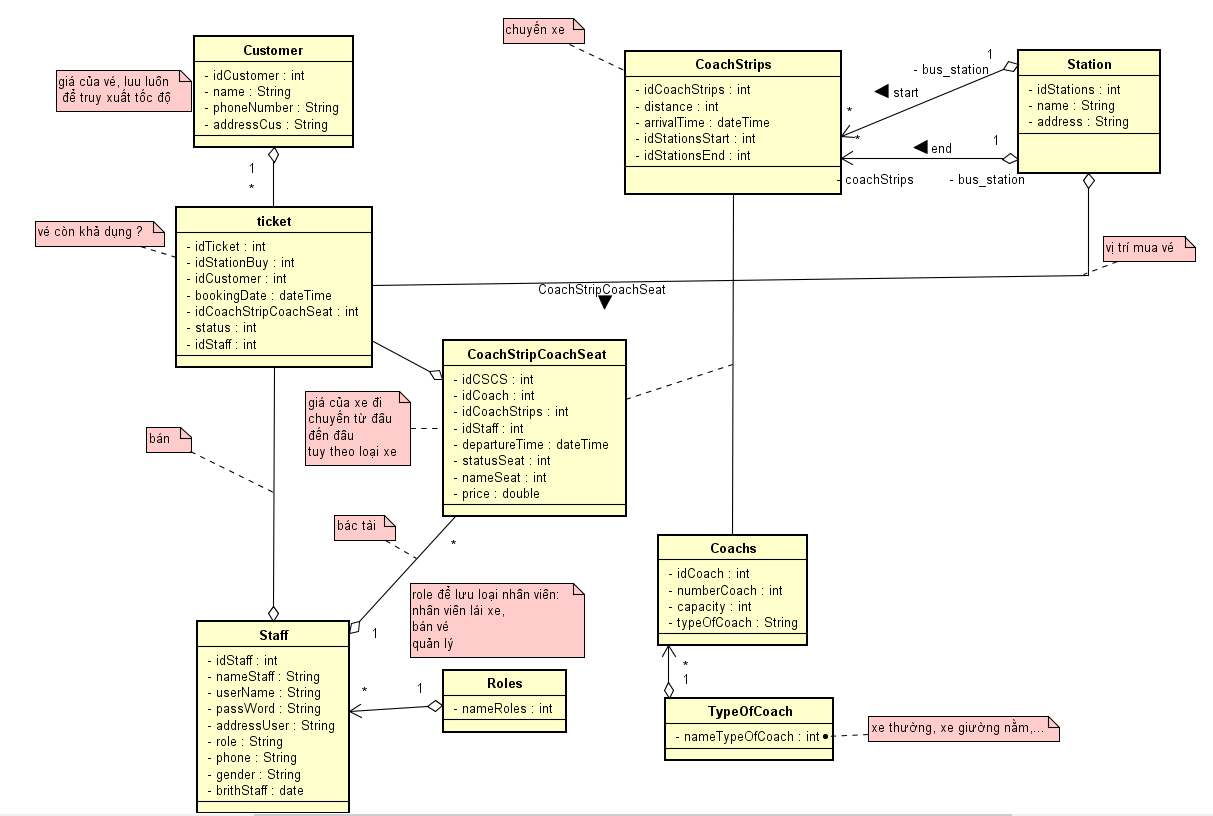 chuyến xe
Customer
- idCustomer : int
- name : String
- phoneNumber : String
- addressCus : String
giá của vé, luu luôn
để truy xuất tốc độ
CoachStrips
- idCoachStrips : int
- distance : int
- arrivalTime : dateTime
- idStationsStart : int
- idStationsEnd : int
1
- bus_station
start
*
Station
- idStations : int
- name : String
- address : String
*
end
1
- coachStrips
- bus_station
1
*
vé còn khả dụng ?
ticket
- idTicket : int
- idStationBuy : int
- idCustomer : int
- bookingDate : dateTime
- idCoachStripCoachSeat : int
- status : int
- idStaff : int
vị trí mua vé
CoachStripCoachSeat
CoachStripCoachSeat
- idCSCS : int
- idCoach : int
- idCoachStrips : int
- idStaff : int
- departureTime : dateTime
- statusSeat : int
- nameSeat : int
- price : double
giá của xe đi
chuyến từ đâu
đến đâu
tuy theo loại xe
bán
bác tài
*
1
role để lưu loại nhân viên:
nhân viên lái xe,
bán vé
quản lý
Coachs
- idCoach : int
- numberCoach : int
- capacity : int
- typeOfCoach : String
Staff
- idStaff : int
- nameStaff : String
- userName : String
- passWord : String
- addressUser : String
- role : String
- phone : String
- gender : String
- brithStaff : date
*
1
Roles
- nameRoles : int
*
1
TypeOfCoach
- nameTypeOfCoach : int
xe thường, xe giường nằm,...